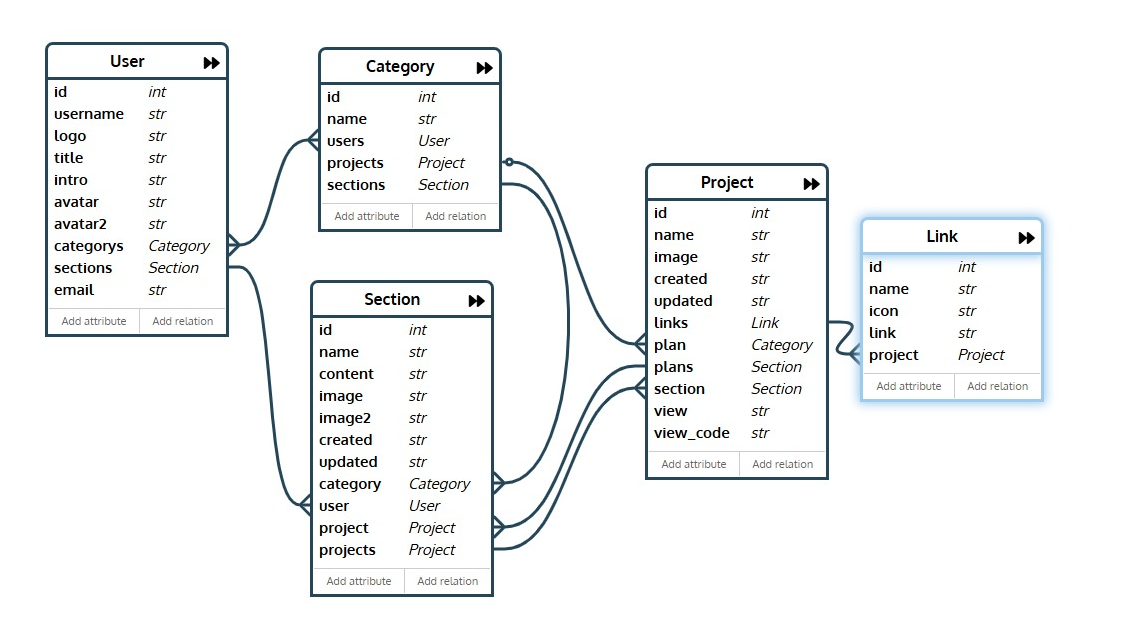 User
id int
username str
logo str
title str
intro str
avatar str
avatar2 str
categorys Category
sections Section
email str
Add attribute Add relation
Category
id int
name str
users User
projects Project
sections Section
Add attribute Add relation
Section
id int
name str
content str
image str
image2 str
created str
updated str
category Category
user User
project Project
projects Project
Add attribute Add relation
Project
id int
name str
image str
created str
updated str
links Link
plan Category
plans Section
section Section
view str
view_code str
Add attribute Add relation
Link
id int
name str
icon str
link str
project Project
Add attribute Add relation